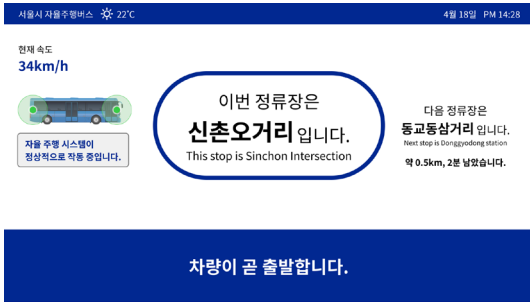 서울시 자율주행버스 22˚C
4월 18일 PM 14:28
현재 속도
34km/h
자율 주행 시스템이
정상적으로 작동 중입니다.
이번 정류장은
신촌오거리 입니다.
This stop is Sinchon Intersection
다음 정류장은
동교동삼거리 입니다.
Next stop is Donggyodong station
약 0.5km, 2분 남았습니다.
차량이 곧 출발합니다.